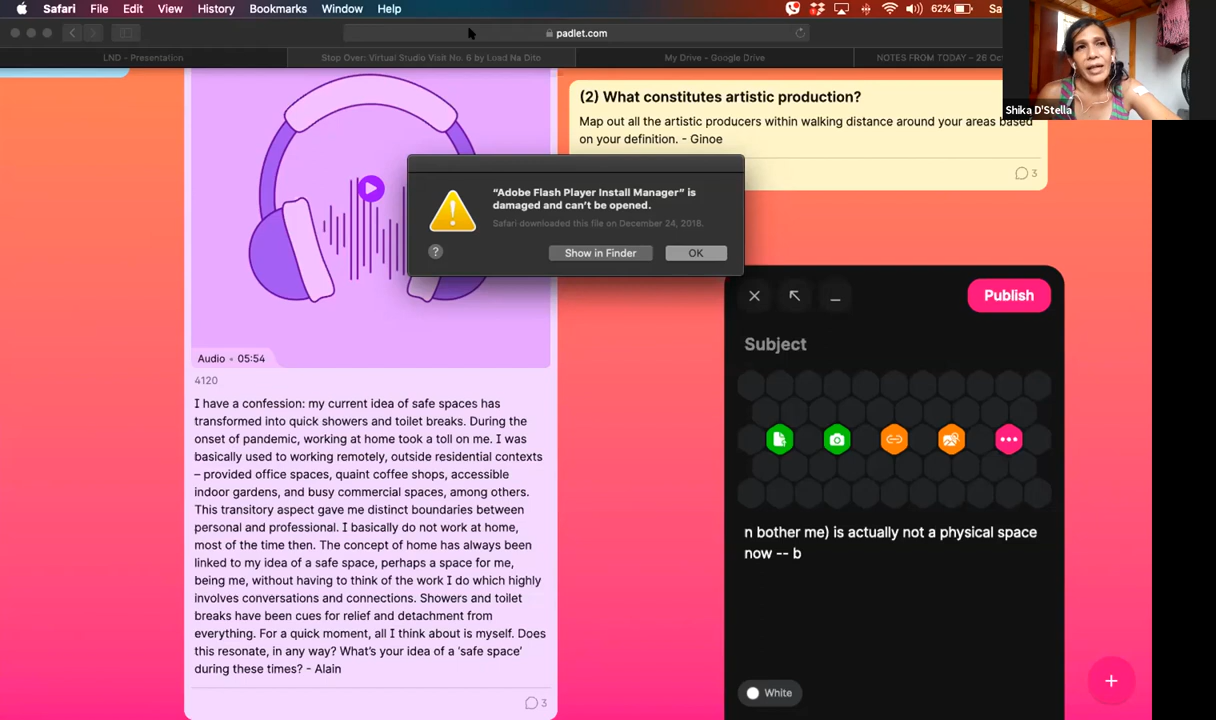 Safari File Edit View History Bookmarks Window Help 62% Sa
padlet.com
LND - Presentation Stop Over: Virtual Studio Visit No. 6 by Load Na Dito My Drive - Google Drive NOTES FROM TODAY – 26 Oc
Shika D'Stella
(2) What constitutes artistic production?
Map out all the artistic producers within walking distance around your areas based
on your definition. - Ginoe
3
“Adobe Flash Player Install Manager” is
damaged and can’t be opened.
Safari downloaded this file on December 24, 2018.
?
Show in Finder OK
Audio • 05:54
4120
I have a confession: my current idea of safe spaces has
transformed into quick showers and toilet breaks. During the
onset of pandemic, working at home took a toll on me. I was
basically used to working remotely, outside residential contexts
– provided office spaces, quaint coffee shops, accessible
indoor gardens, and busy commercial spaces, among others.
This transitory aspect gave me distinct boundaries between
personal and professional. I basically do not work at home,
most of the time then. The concept of home has always been
linked to my idea of a safe space, perhaps a space for me,
being me, without having to think of the work I do which highly
involves conversations and connections. Showers and toilet
breaks have been cues for relief and detachment from
everything. For a quick moment, all I think about is myself. Does
this resonate, in any way? What’s your idea of a ‘safe space’
during these times? - Alain
3
Publish
Subject
n bother me) is actually not a physical space
now -- b
White